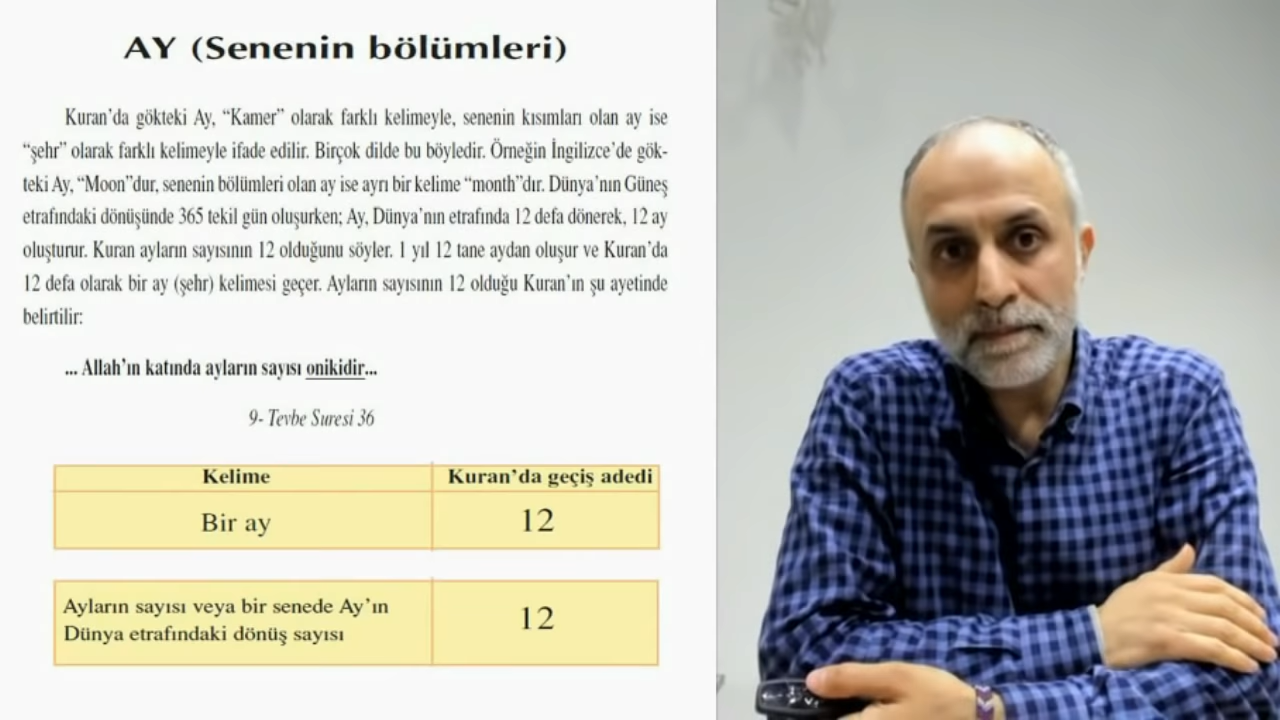 AY (Senenin bölümleri)
Kuran’da gökteki Ay, “Kamer” olarak farklı kelimeyle, senenin kısımları olan ay ise
“şehr” olarak farklı kelimeyle ifade edilir. Birçok dilde bu böyledir. Örneğin İngilizce’de gök-
teki Ay, “Moon”dur, senenin bölümleri olan ay ise ayrı bir kelime “month”dır. Dünya’nın Güneş
etrafındaki dönüşünde 365 tekil gün oluşurken; Ay, Dünya’nın etrafında 12 defa dönerek, 12 ay
oluşturur. Kuran ayların sayısının 12 olduğunu söyler. 1 yıl 12 tane aydan oluşur ve Kuran’da
12 defa olarak bir ay (şehr) kelimesi geçer. Ayların sayısının 12 olduğu Kuran’ın şu ayetinde
belirtilir:
... Allah’ın katında ayların sayısı onikidir...
9- Tevbe Suresi 36
Kelime Kuran’da geçiş adedi
Bir ay 12
Ayların sayısı veya bir senede Ay’ın
Dünya etrafındaki dönüş sayısı 12